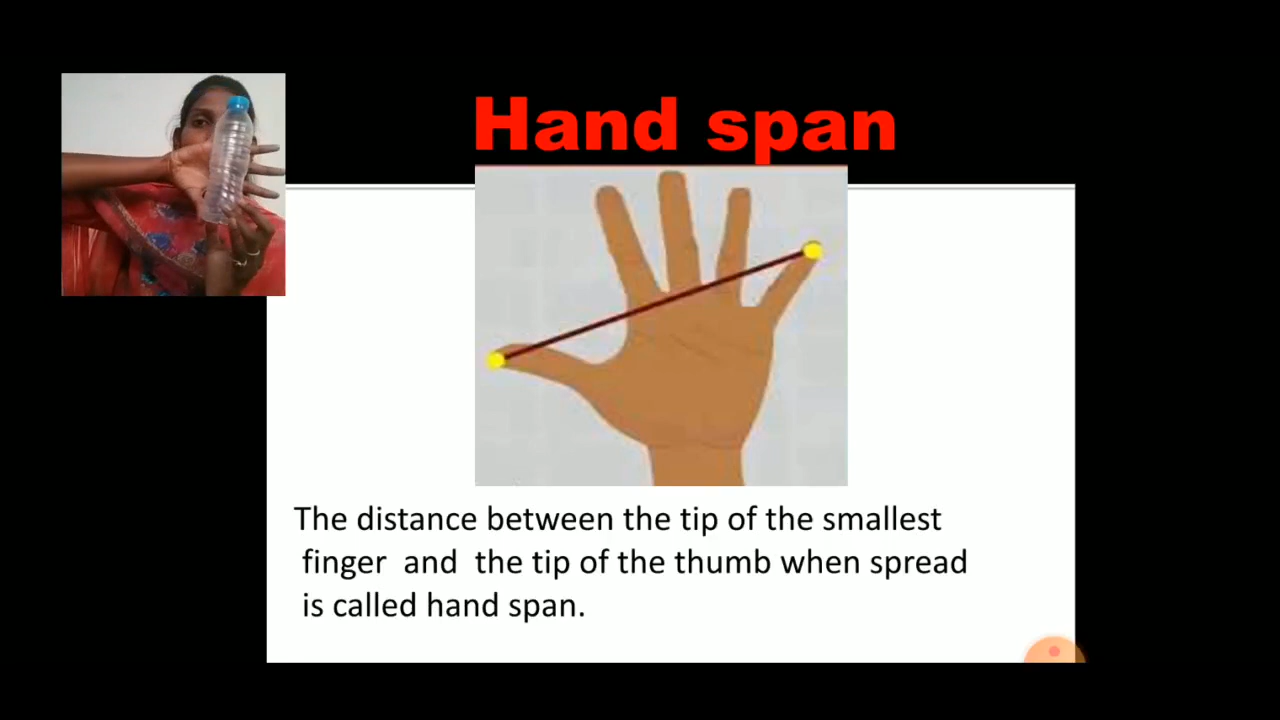 Hand span
The distance between the tip of the smallest
finger and the tip of the thumb when spread
is called hand span.